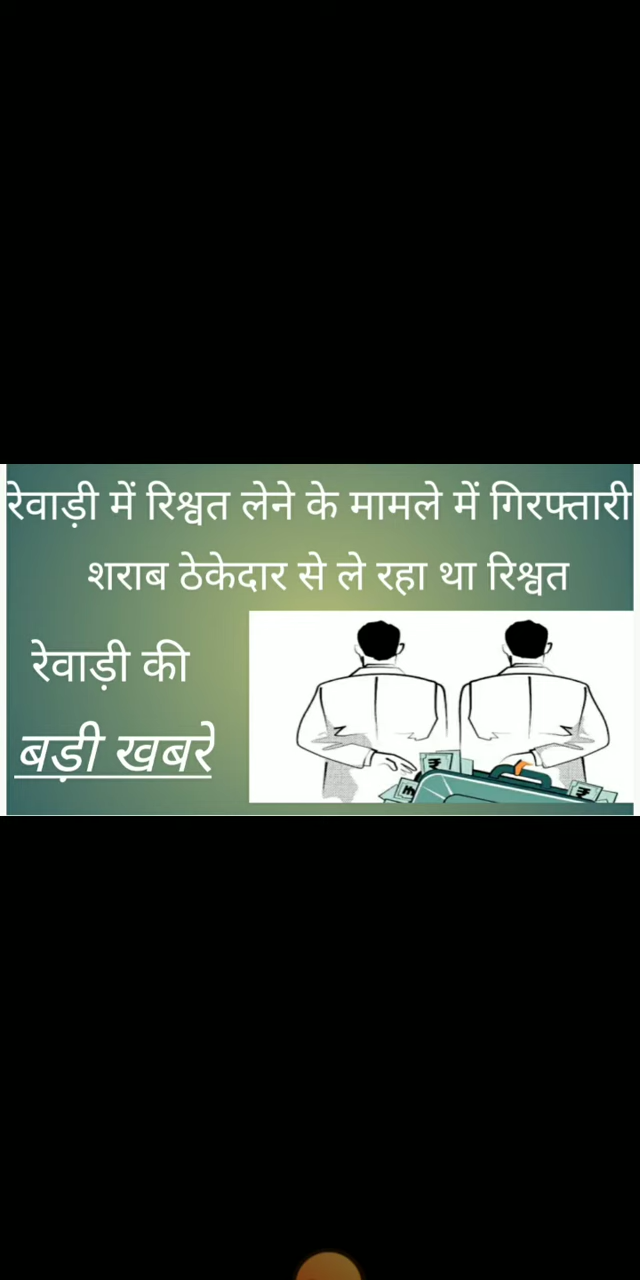 रेवाड़ी में रिश्वत लेने के मामले में गिरफ्तारी
शराब ठेकेदार से ले रहा था रिश्वत
रेवाड़ी की
बड़ी खबरे
₹
₹
₹